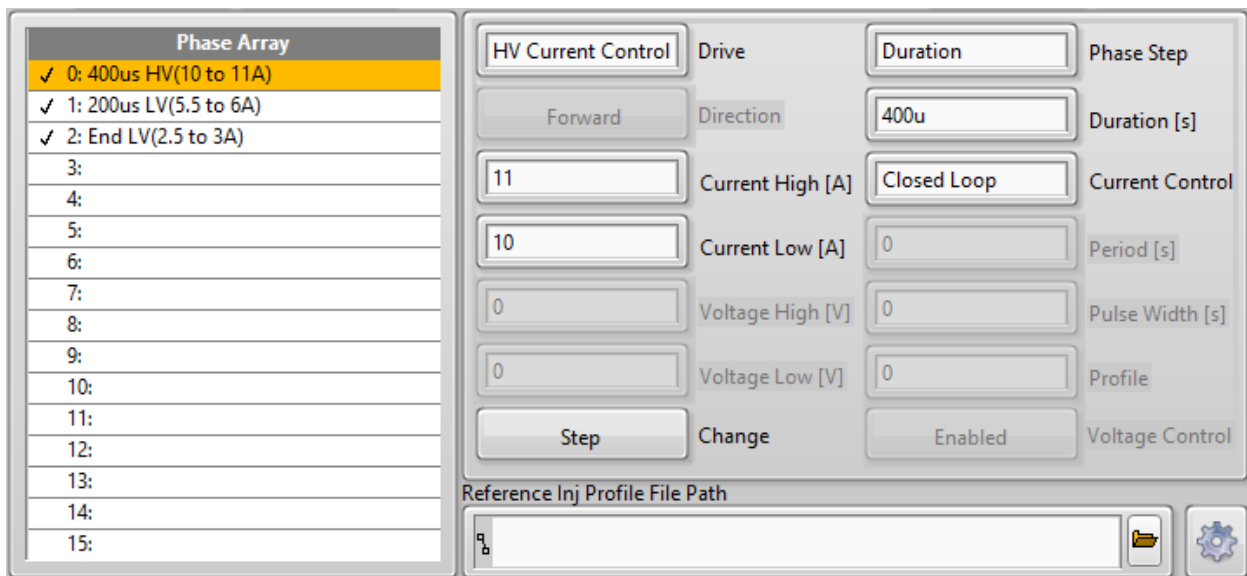 Phase Array
✓ 0: 400us HV(10 to 11A)
✓ 1: 200us LV(5.5 to 6A)
✓ 2: End LV(2.5 to 3A)
3:
4:
5:
6:
7:
8:
9:
10:
11:
12:
13:
14:
15:
HV Current Control Drive Duration Phase Step
Forward Direction 400u Duration [s]
11 Current High [A] Closed Loop Current Control
10 Current Low [A] 0 Period [s]
0 Voltage High [V] 0 Pulse Width [s]
0 Voltage Low [V] 0 Profile
Step Change Enabled Voltage Control
Reference Inj Profile File Path